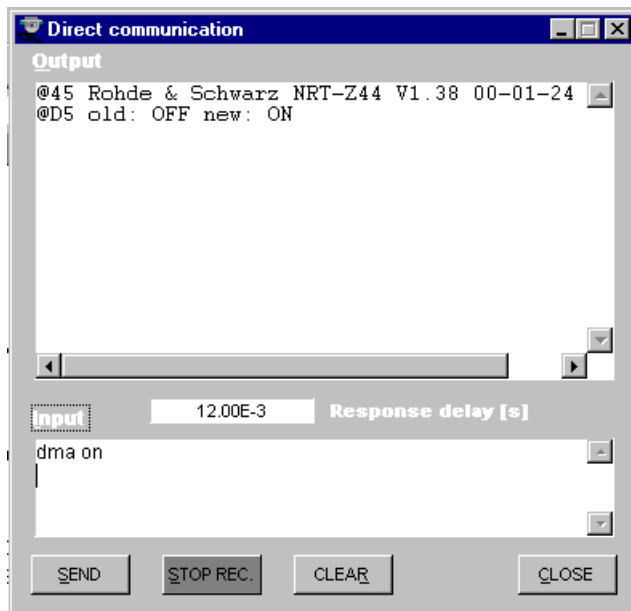 Direct communication
Output
@45 Rohde & Schwarz NRT-Z44 V1.38 00-01-24
@D5 old: OFF new: ON
Input
12.00E-3
Response delay [s]
dma on
SEND
STOP REC.
CLEAR
CLOSE